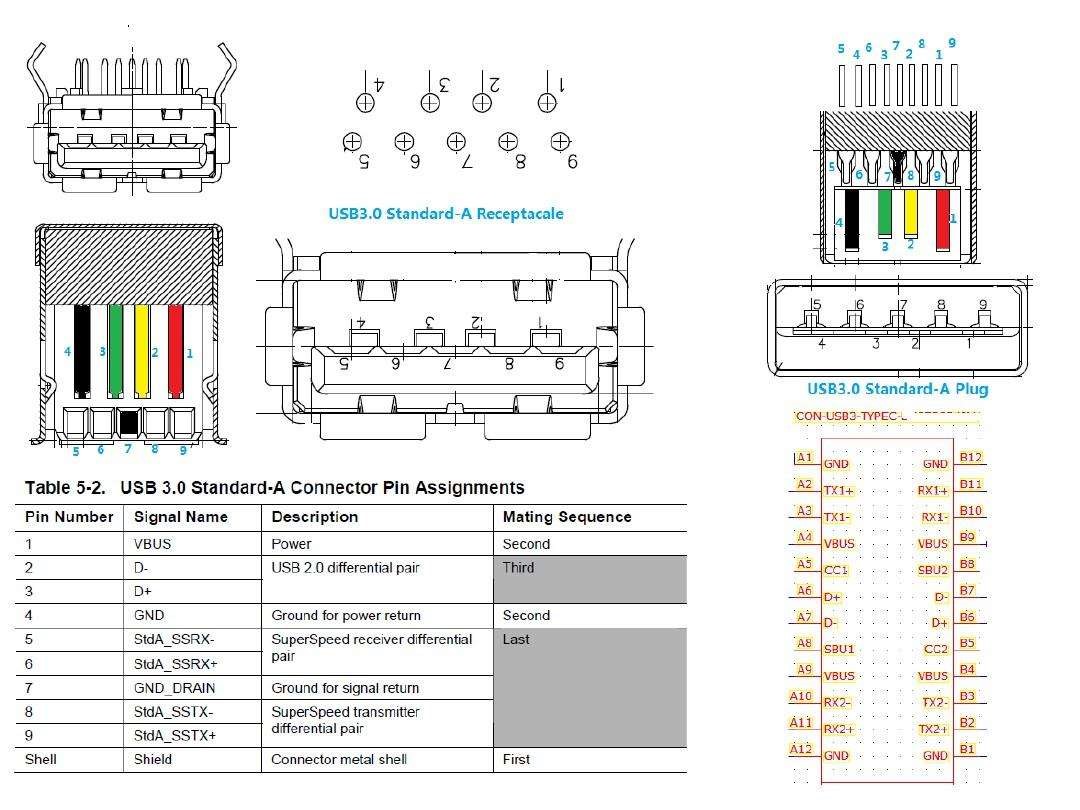 4 3 2 1
5 6 7 8 9
USB3.0 Standard-A Receptacale
4 3 2 1
5 6 7 8 9
4 3 2 1
5 6 7 8 9
5 4 6 3 7 2 8 1 9
5 6 7 8 9
4 3 2 1
5 6 7 8 9
4 3 2 1
USB3.0 Standard-A Plug
Table 5-2. USB 3.0 Standard-A Connector Pin Assignments
Pin Number Signal Name Description Mating Sequence
1 VBUS Power Second
2 D- USB 2.0 differential pair Third
3 D+
4 GND Ground for power return Second
5 StdA_SSRX- SuperSpeed receiver differential pair Last
6 StdA_SSRX+
7 GND_DRAIN Ground for signal return
8 StdA_SSTX- SuperSpeed transmitter differential pair
9 StdA_SSTX+
Shell Shield Connector metal shell First
CON-USB3-TYPEC-L
A1 GND GND B12
A2 TX1+ RX1+ B11
A3 TX1- RX1- B10
A4 VBUS VBUS B9
A5 CC1 SBU2 B8
A6 D+ D- B7
A7 D- D+ B6
A8 SBU1 CC2 B5
A9 VBUS VBUS B4
A10 RX2- TX2- B3
A11 RX2+ TX2+ B2
A12 GND GND B1